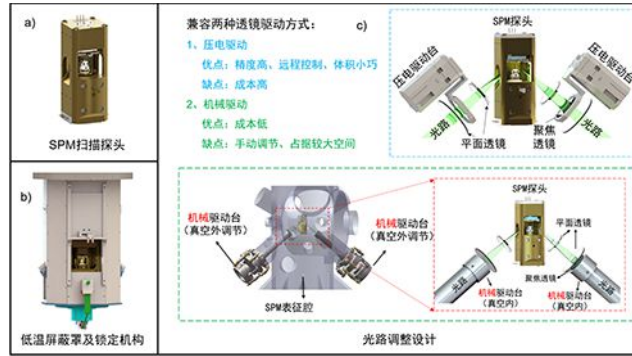 a)
SPM扫描探头
b)
低温屏蔽罩及锁定机构
兼容两种透镜驱动方式：
1、压电驱动
优点：精度高、远程控制、体积小巧
缺点：成本高
2、机械驱动
优点：成本低
缺点：手动调节、占据较大空间
c)
SPM探头
压电驱动台
压电驱动台
光路
平面透镜
聚焦
透镜
光路
机械驱动台
（真空外调节）
机械驱动台
（真空外调节）
SPM表征腔
SPM探头
平面透镜
聚焦透镜
光路
光路
机械驱动台
（真空内）
机械驱动台
（真空内）
光路调整设计